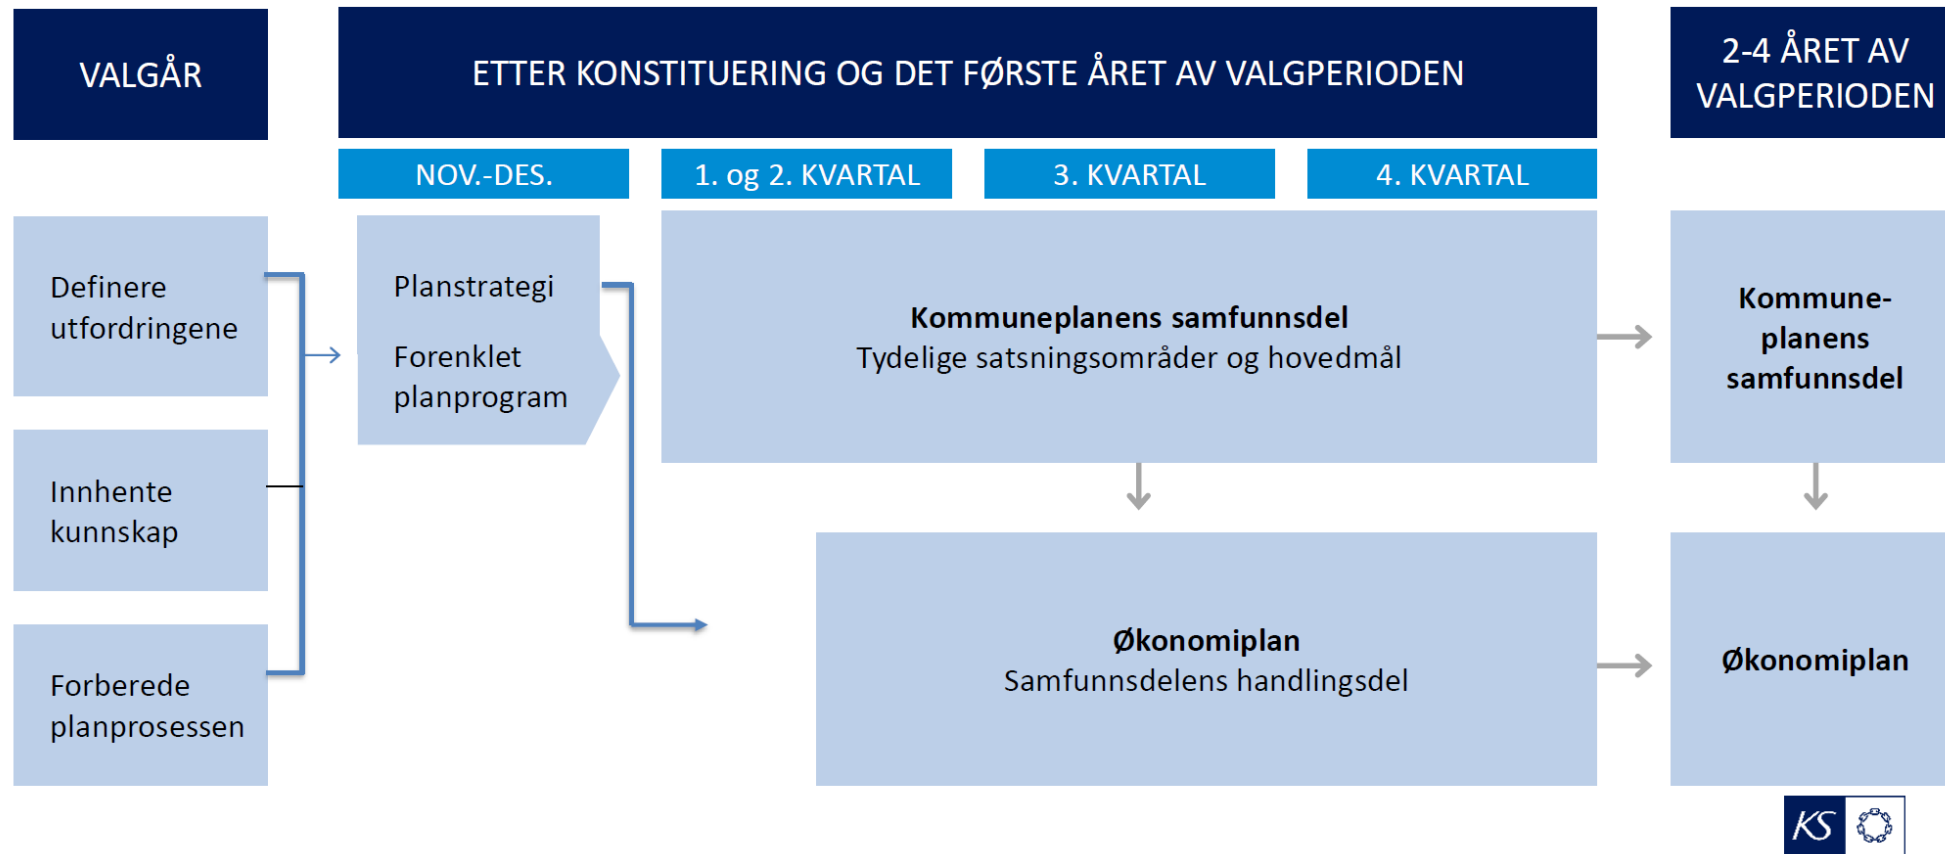 VALGÅR
ETTER KONSTITUERING OG DET FØRSTE ÅRET AV VALGPERIODEN
2-4 ÅRET AV
VALGPERIODEN
NOV.-DES.
1. og 2. KVARTAL
3. KVARTAL
4. KVARTAL
Definere
utfordringene
Innhente
kunnskap
Forberede
planprosessen
Planstrategi
Forenklet
planprogram
Kommuneplanens samfunnsdel
Tydelige satsningsområder og hovedmål
Økonomiplan
Samfunnsdelens handlingsdel
Kommune-
planens
samfunnsdel
Økonomiplan
KS